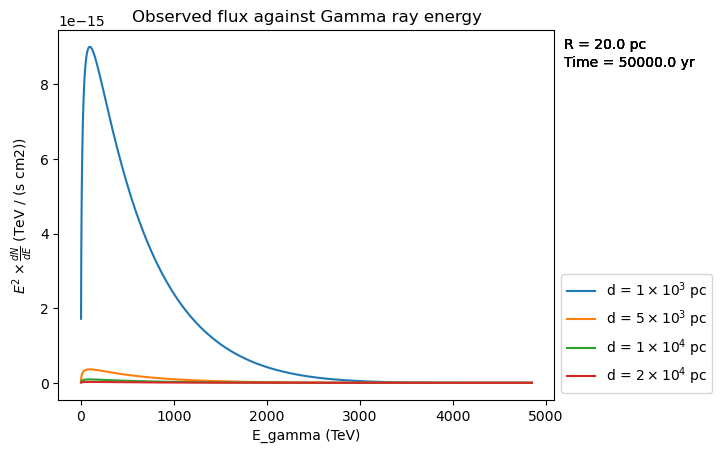 Observed flux against Gamma ray energy
1e−15
R = 20.0 pc
Time = 50000.0 yr
8
6
4
2
0
E² × dN/dE (TeV / (s cm2))
0 1000 2000 3000 4000 5000
E_gamma (TeV)
d = 1 × 10³ pc
d = 5 × 10³ pc
d = 1 × 10⁴ pc
d = 2 × 10⁴ pc